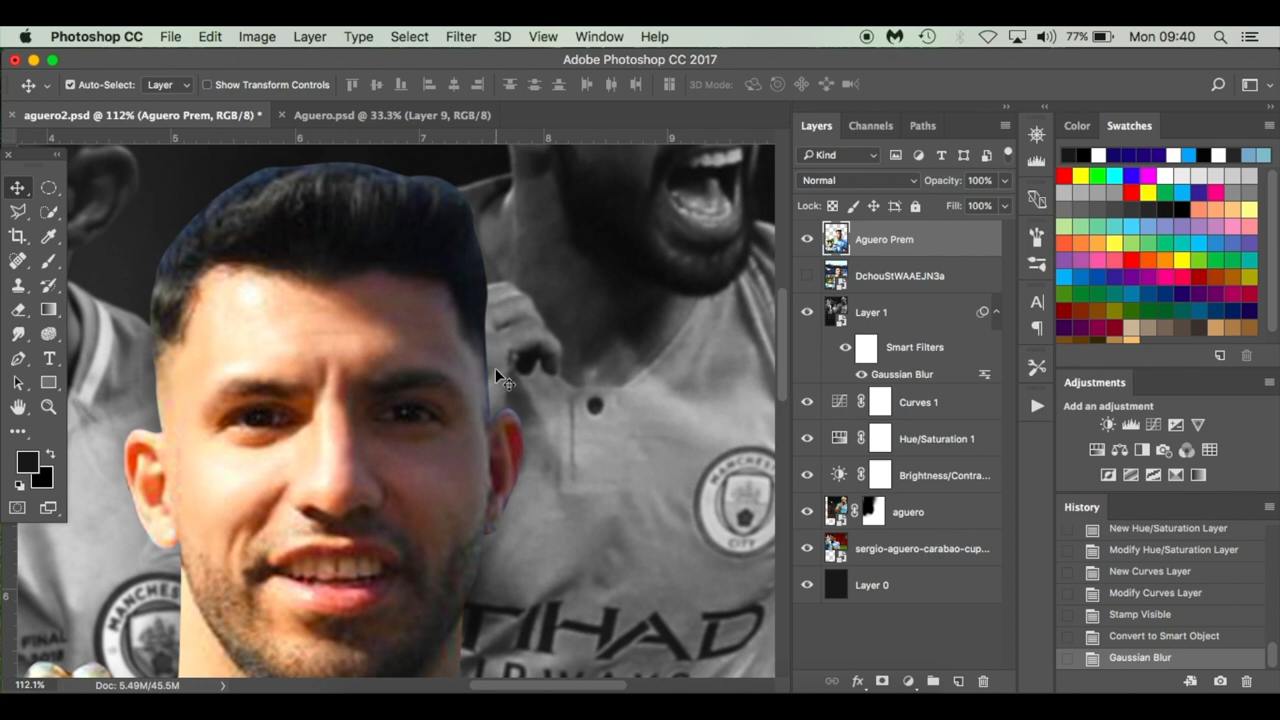 Photoshop CC File Edit Image Layer Type Select Filter 3D View Window Help 77% Mon 09:40
Adobe Photoshop CC 2017
Auto-Select: Layer Show Transform Controls 3D Mode:
aguero2.psd @ 112% (Aguero Prem, RGB/8) * Aguero.psd @ 33.3% (Layer 9, RGB/8)
4 5 6 7 8 9
6
Layers Channels Paths
Kind
Normal Opacity: 100%
Lock: Fill: 100%
Aguero Prem
DchouStWAAEJN3a
Layer 1
Smart Filters
Gaussian Blur
Curves 1
Hue/Saturation 1
Brightness/Contra...
aguero
sergio-aguero-carabao-cup...
Layer 0
Color Swatches
Adjustments
Add an adjustment
History
New Hue/Saturation Layer
Modify Hue/Saturation Layer
New Curves Layer
Modify Curves Layer
Stamp Visible
Convert to Smart Object
Gaussian Blur
MANCHESTER
CITY
MANCHES
FINAL
TIHAD
112.1% Doc: 5.49M/45.5M